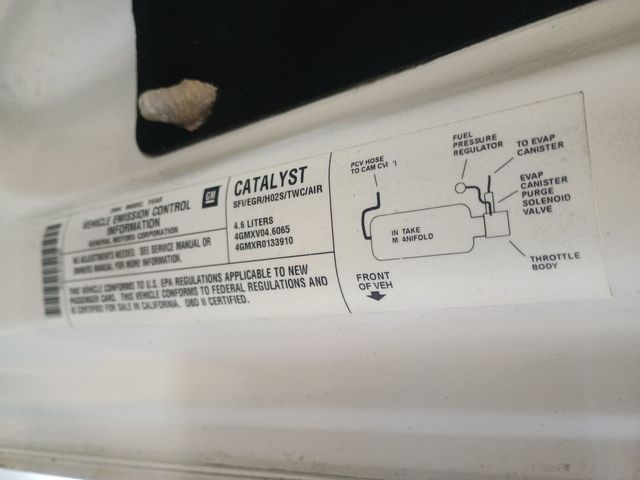 MODEL YEAR
VEHICLE EMISSION CONTROL
INFORMATION
GENERAL MOTORS CORPORATION
GM
NO ADJUSTMENTS NEEDED. SEE SERVICE MANUAL OR
OWNERS MANUAL FOR MORE INFORMATION.
CATALYST
SFI/EGR/HO2S/TWC/AIR
4.6 LITERS
4GMXV04.6065
4GMXR0133910
THIS VEHICLE CONFORMS TO U.S. EPA REGULATIONS APPLICABLE TO NEW
PASSENGER CARS. THIS VEHICLE CONFORMS TO FEDERAL REGULATIONS AND
IS CERTIFIED FOR SALE IN CALIFORNIA. OBD II CERTIFIED.
PCV HOSE
TO CAM
FUEL
PRESSURE
REGULATOR
TO EVAP
CANISTER
EVAP
CANISTER
PURGE
SOLENOID
VALVE
IN TAKE
MANIFOLD
THROTTLE
BODY
FRONT
OF VEH